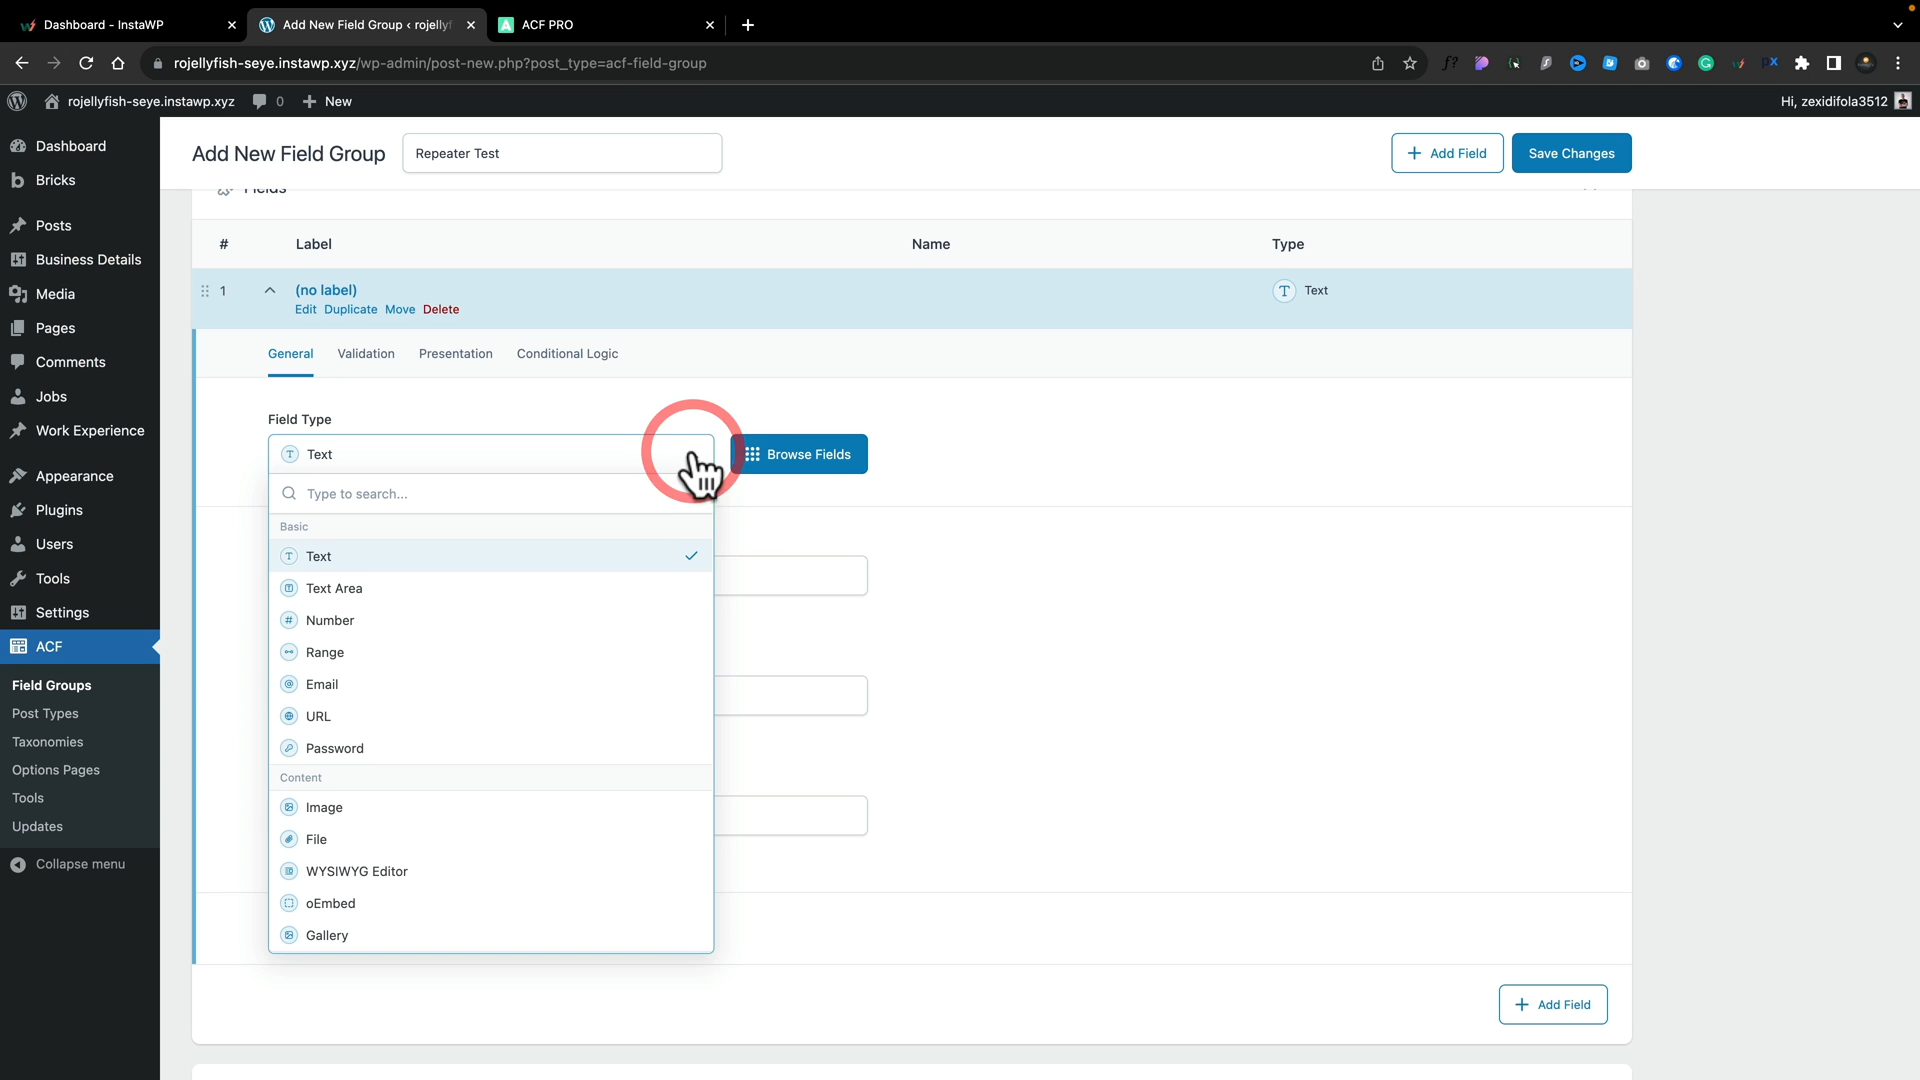 Dashboard - InstaWP
Add New Field Group ‹ rojellyf
ACF PRO
rojellyfish-seye.instawp.xyz/wp-admin/post-new.php?post_type=acf-field-group
rojellyfish-seye.instawp.xyz
0
New
Hi, zexidifola3512
Dashboard
Bricks
Posts
Business Details
Media
Pages
Comments
Jobs
Work Experience
Appearance
Plugins
Users
Tools
Settings
ACF
Field Groups
Post Types
Taxonomies
Options Pages
Tools
Updates
Collapse menu
Add New Field Group
Repeater Test
Add Field
Save Changes
Fields
# Label Name Type
1 (no label) Text
Edit Duplicate Move Delete
General Validation Presentation Conditional Logic
Field Type
Text
Browse Fields
Type to search...
Basic
Text
Text Area
Number
Range
Email
URL
Password
Content
Image
File
WYSIWYG Editor
oEmbed
Gallery
Add Field